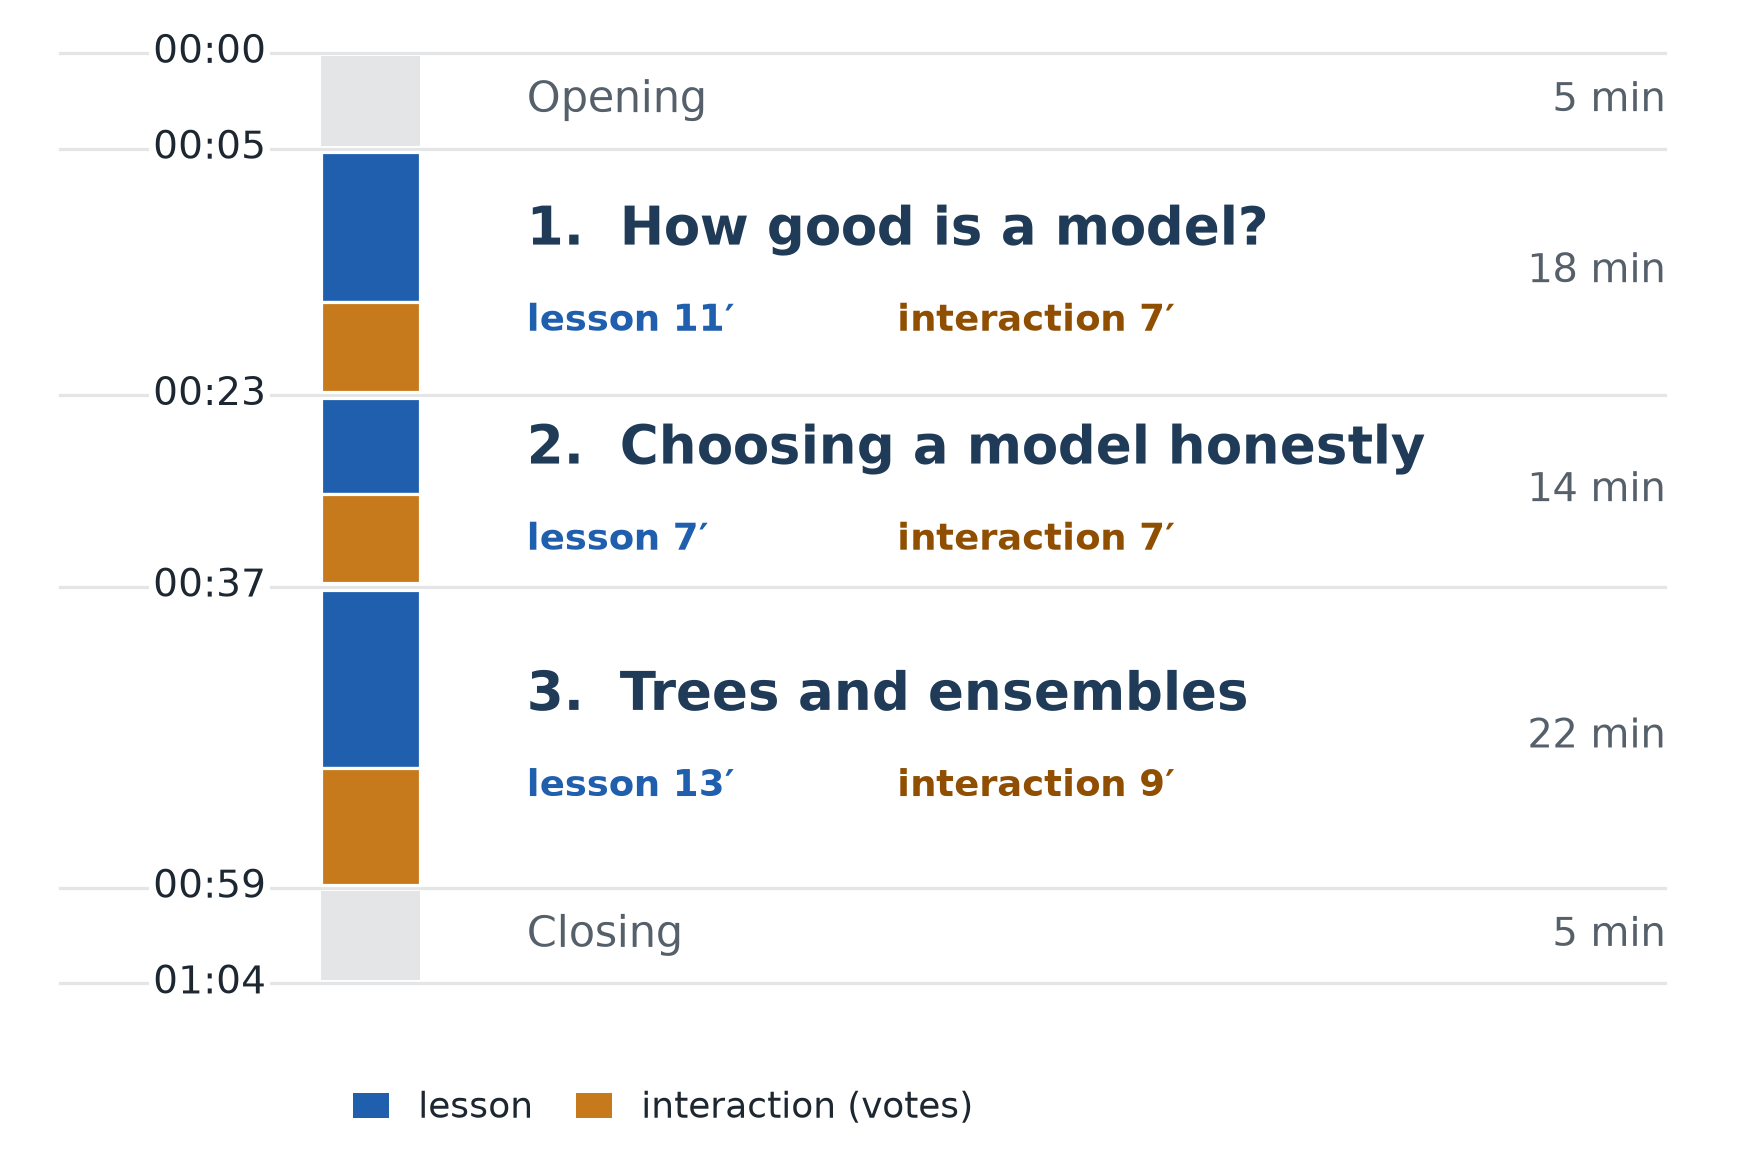 00:00
Opening 5 min
00:05
1. How good is a model?
18 min
lesson 11′ interaction 7′
00:23
2. Choosing a model honestly
14 min
lesson 7′ interaction 7′
00:37
3. Trees and ensembles
22 min
lesson 13′ interaction 9′
00:59
Closing 5 min
01:04
lesson interaction (votes)